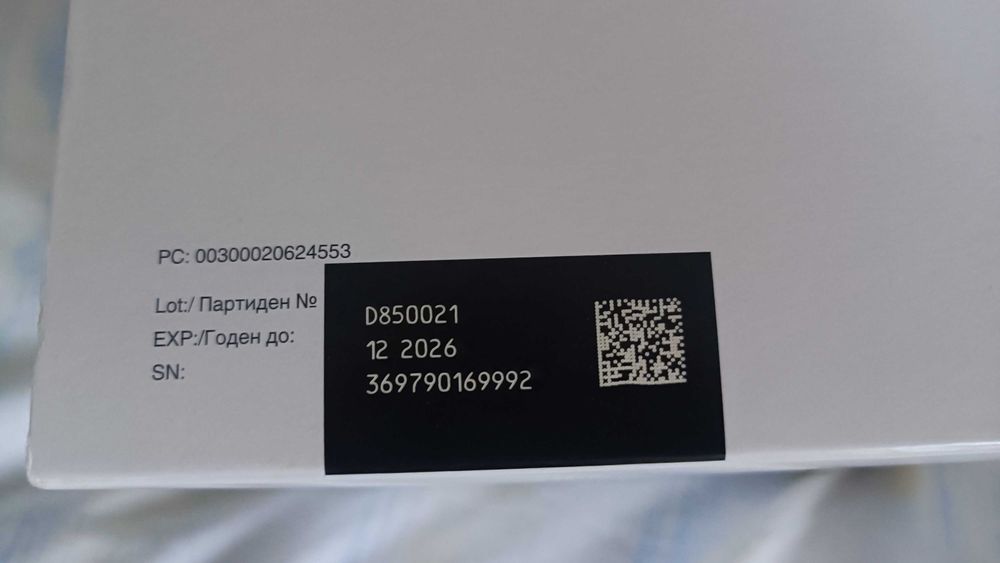 PC: 00300020624553
Lot:/ Партиден № D850021
EXP:/Годен до: 12 2026
SN: 369790169992